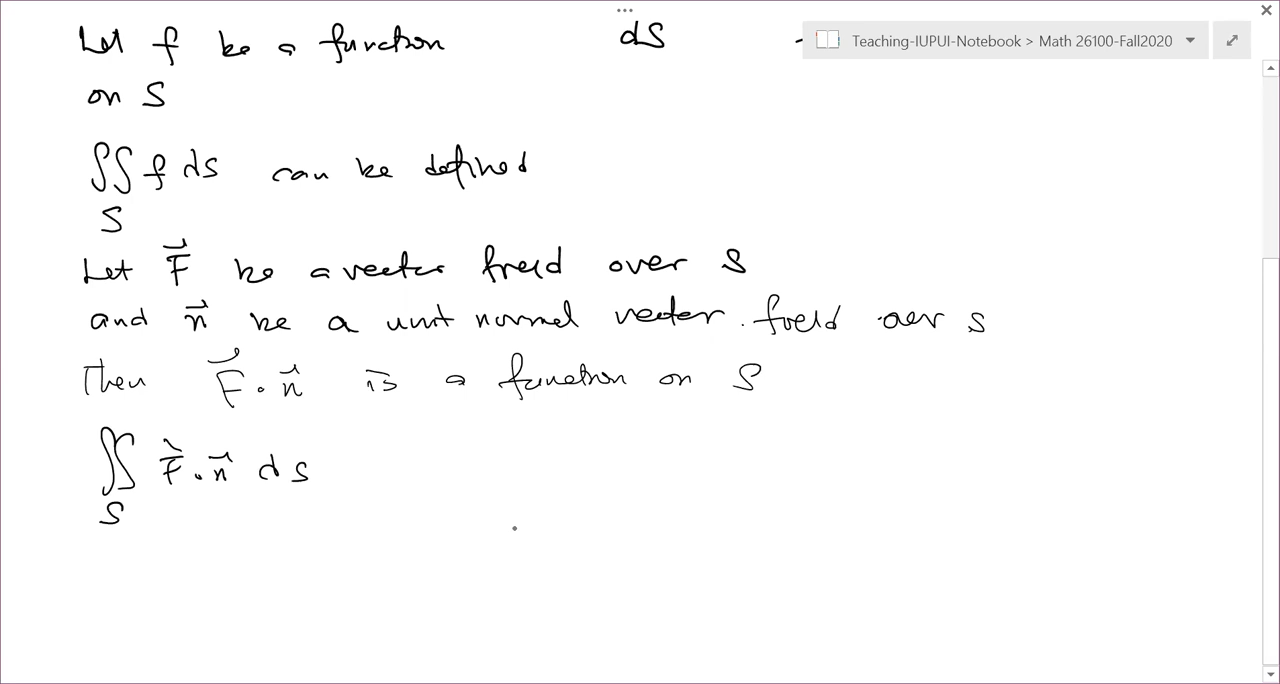 Let f be a function dS
Teaching-IUPUI-Notebook > Math 26100-Fall2020
on S
∬ f ds can be defined
S
Let F⃗ be a vector field over S
and n⃗ be a unit normal vector field over S
Then F⃗ · n⃗ is a function on S
∬ F⃗ · n⃗ ds
S